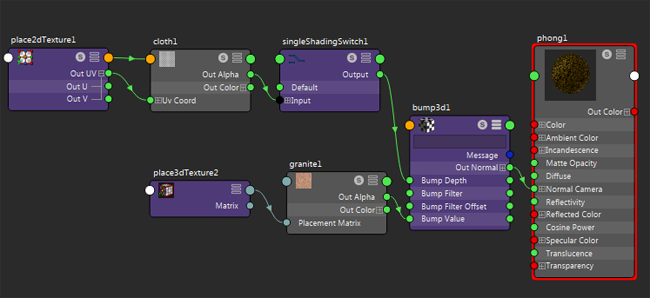 place2dTexture1
Out UV
Out U
Out V
cloth1
Out Alpha
Out Color
Uv Coord
singleShadingSwitch1
Output
Default
Input
place3dTexture2
Matrix
granite1
Out Alpha
Out Color
Placement Matrix
bump3d1
Message
Out Normal
Bump Depth
Bump Filter
Bump Filter Offset
Bump Value
phong1
Out Color
Color
Ambient Color
Incandescence
Matte Opacity
Diffuse
Normal Camera
Reflectivity
Reflected Color
Cosine Power
Specular Color
Translucence
Transparency